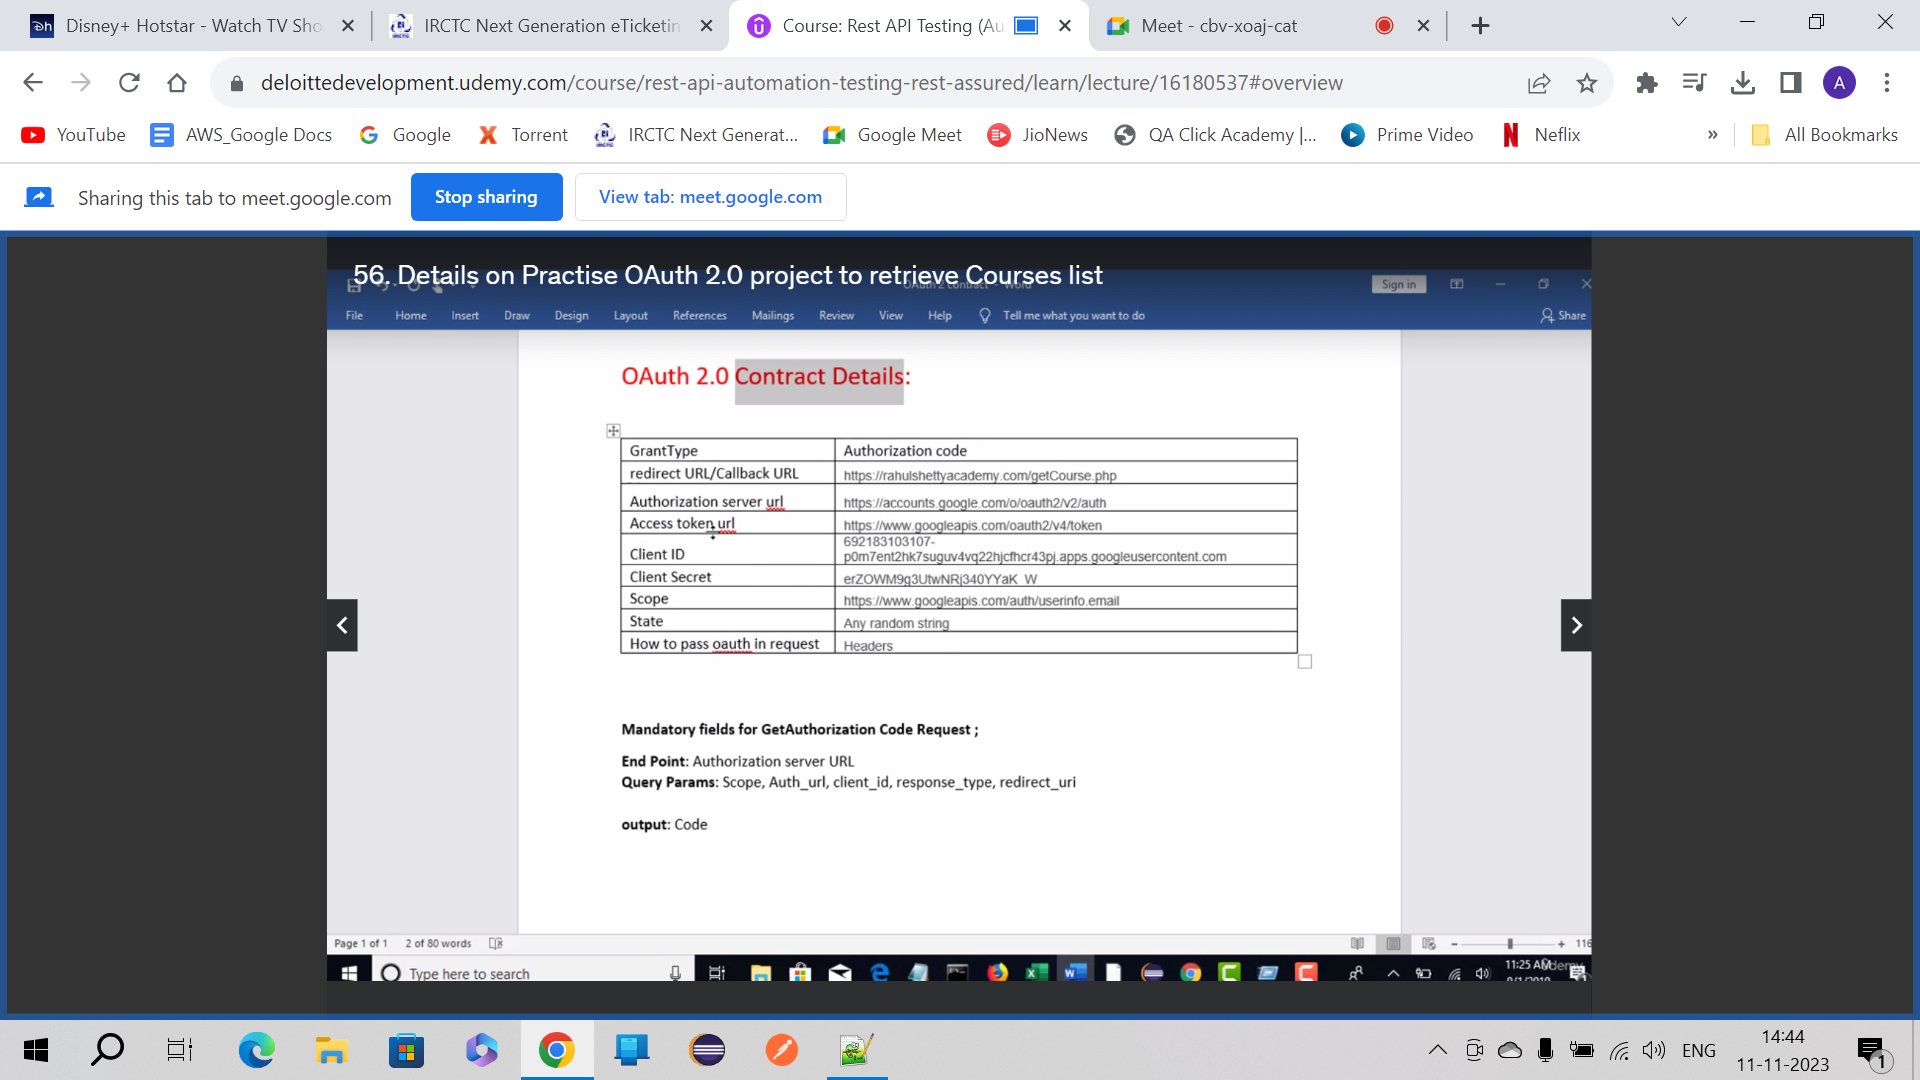 Disney+ Hotstar - Watch TV Sho
IRCTC Next Generation eTicketin
Course: Rest API Testing (Au
Meet - cbv-xoaj-cat
deloittedevelopment.udemy.com/course/rest-api-automation-testing-rest-assured/learn/lecture/16180537#overview
A
YouTube
AWS_Google Docs
Google
Torrent
IRCTC Next Generat...
Google Meet
JioNews
QA Click Academy |...
Prime Video
Neflix
»
All Bookmarks
Sharing this tab to meet.google.com
Stop sharing
View tab: meet.google.com
56. Details on Practise OAuth 2.0 project to retrieve Courses list
Sign in
File Home Insert Draw Design Layout References Mailings Review View Help Tell me what you want to do Share
OAuth 2.0 Contract Details:
GrantType Authorization code
redirect URL/Callback URL https://rahulshettyacademy.com/getCourse.php
Authorization server url https://accounts.google.com/o/oauth2/v2/auth
Access token url https://www.googleapis.com/oauth2/v4/token
692183103107-
Client ID p0m7ent2hk7suguv4vq22hjcfhcr43pj.apps.googleusercontent.com
Client Secret erZOWM9g3UtwNRj340YYaK_W
Scope https://www.googleapis.com/auth/userinfo.email
State Any random string
How to pass oauth in request Headers
Mandatory fields for GetAuthorization Code Request ;
End Point: Authorization server URL
Query Params: Scope, Auth_url, client_id, response_type, redirect_uri
output: Code
Page 1 of 1 2 of 80 words
116
Type here to search
11:25 AM
ENG
14:44
11-11-2023
1